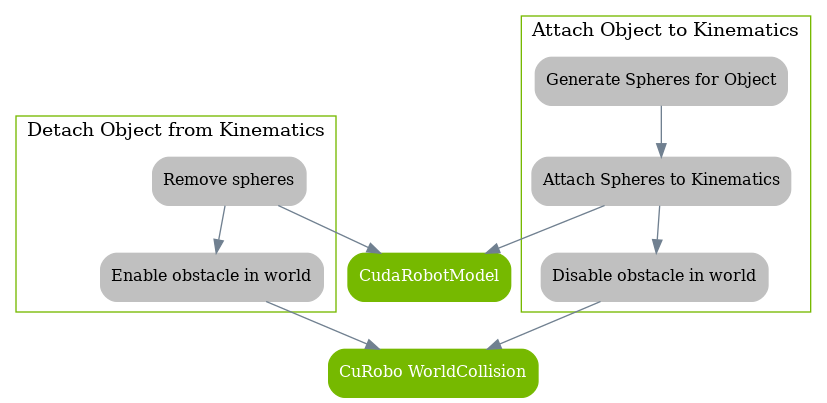 Attach Object to Kinematics
Generate Spheres for Object
Detach Object from Kinematics
Remove spheres
Attach Spheres to Kinematics
Enable obstacle in world
CudaRobotModel
Disable obstacle in world
CuRobo WorldCollision